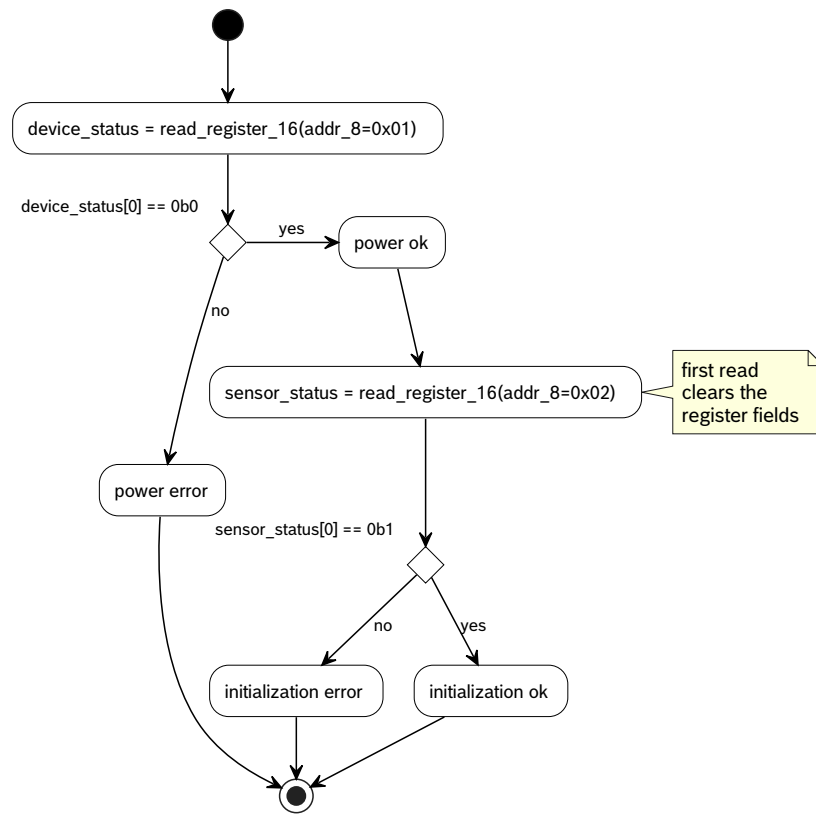 device_status = read_register_16(addr_8=0x01)
device_status[0] == 0b0
yes
power ok
no
sensor_status = read_register_16(addr_8=0x02)
first read
clears the
register fields
power error
sensor_status[0] == 0b1
no
yes
initialization error
initialization ok